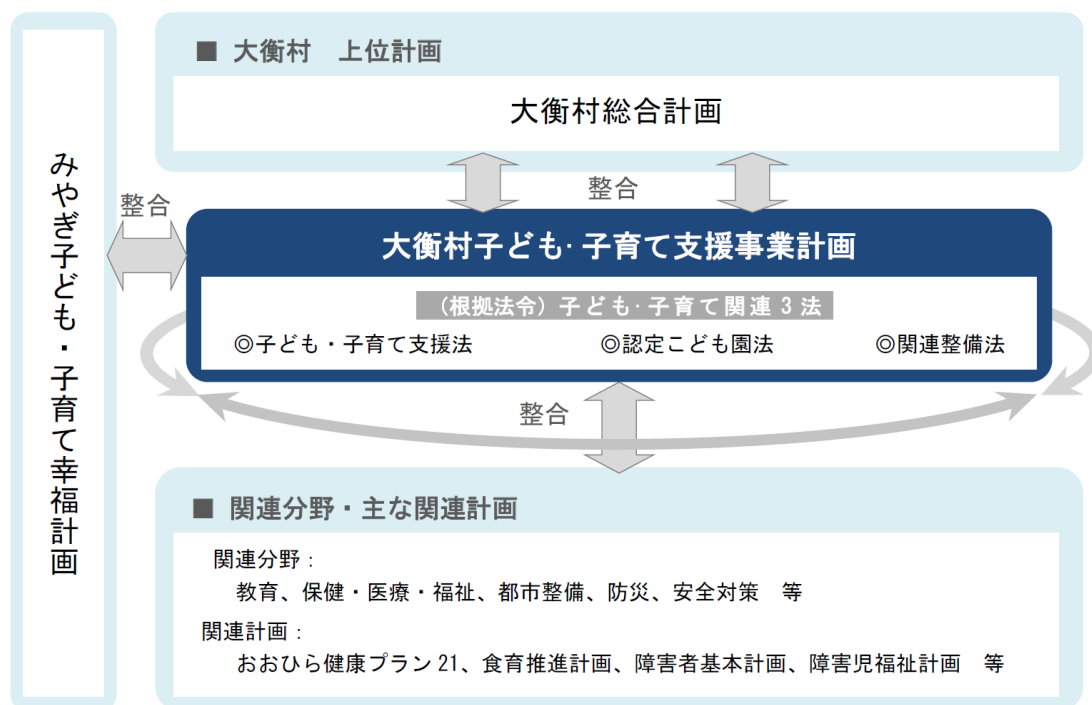 みやぎ子ども・子育て幸福計画
■ 大衡村　上位計画
大衡村総合計画
整合
整合
大衡村子ども・子育て支援事業計画
（根拠法令）子ども・子育て関連3法
◎子ども・子育て支援法
◎認定こども園法
◎関連整備法
整合
■ 関連分野・主な関連計画
関連分野：
教育、保健・医療・福祉、都市整備、防災、安全対策　等
関連計画：
おおひら健康プラン21、食育推進計画、障害者基本計画、障害児福祉計画　等